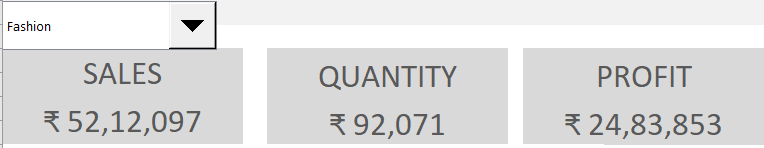 Fashion
SALES
₹ 52,12,097
QUANTITY
₹ 92,071
PROFIT
₹ 24,83,853